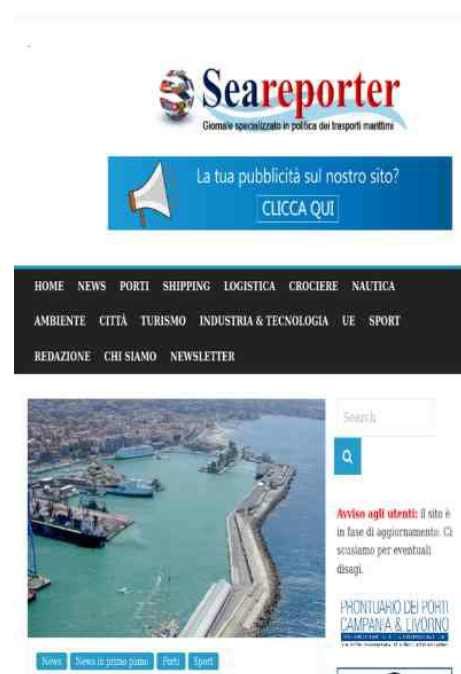 Seareporter
Giornale specializzato in politica dei trasporti marittimi
La tua pubblicità sul nostro sito?
CLICCA QUI
HOME NEWS PORTI SHIPPING LOGISTICA CROCIERE NAUTICA
AMBIENTE CITTÀ TURISMO INDUSTRIA & TECNOLOGIA UE SPORT
REDAZIONE CHI SIAMO NEWSLETTER
Search
Avviso agli utenti: il sito è
in fase di aggiornamento. Ci
scusiamo per eventuali
disagi.
PRONTUARIO DEI PORTI
CAMPANIA & LIVORNO
News News in primo piano Porti Sport